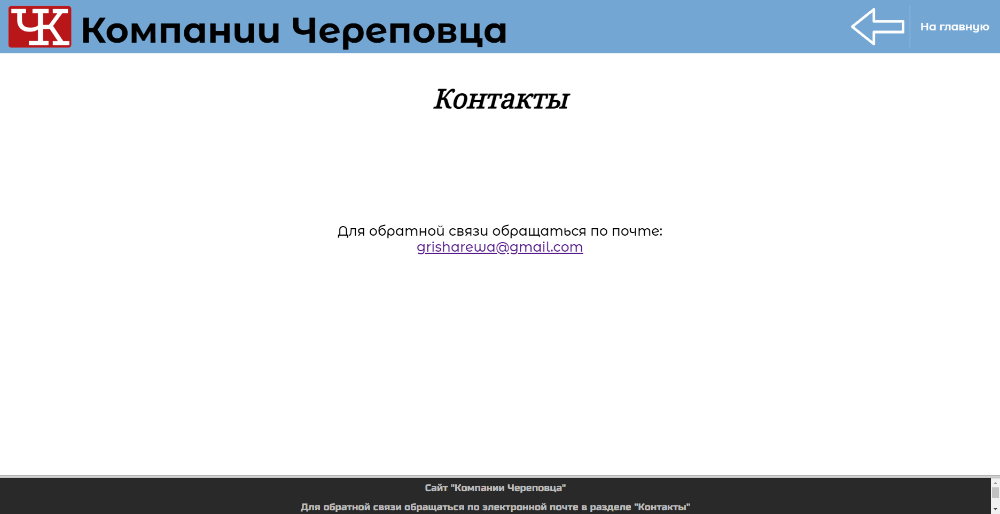 ЧК Компании Череповца
На главную
Контакты
Для обратной связи обращаться по почте:
grisharewa@gmail.com
Сайт "Компании Череповца"
Для обратной связи обращаться по электронной почте в разделе "Контакты"